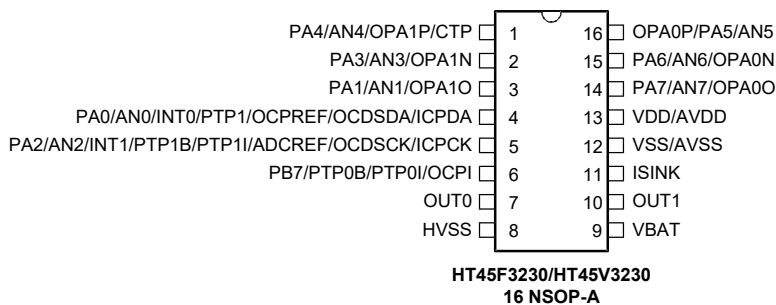 PA4/AN4/OPA1P/CTP 1 16 OPA0P/PA5/AN5
PA3/AN3/OPA1N 2 15 PA6/AN6/OPA0N
PA1/AN1/OPA1O 3 14 PA7/AN7/OPA0O
PA0/AN0/INT0/PTP1/OCPREF/OCDSDA/ICPDA 4 13 VDD/AVDD
PA2/AN2/INT1/PTP1B/PTP1I/ADCREF/OCDSCK/ICPCK 5 12 VSS/AVSS
PB7/PTP0B/PTP0I/OCPI 6 11 ISINK
OUT0 7 10 OUT1
HVSS 8 9 VBAT
HT45F3230/HT45V3230
16 NSOP-A